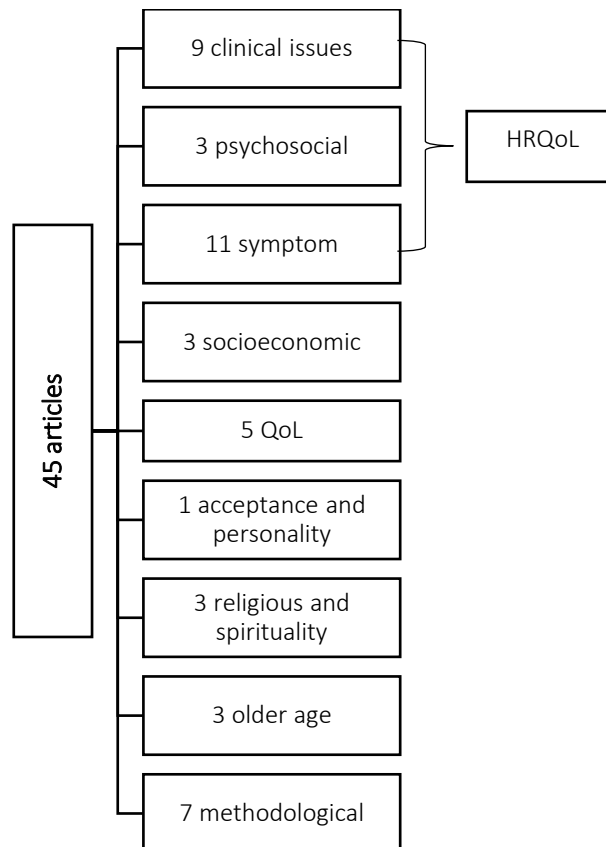 45 articles
9 clinical issues
3 psychosocial
11 symptom
3 socioeconomic
5 QoL
1 acceptance and
personality
3 religious and
spirituality
3 older age
7 methodological
HRQoL